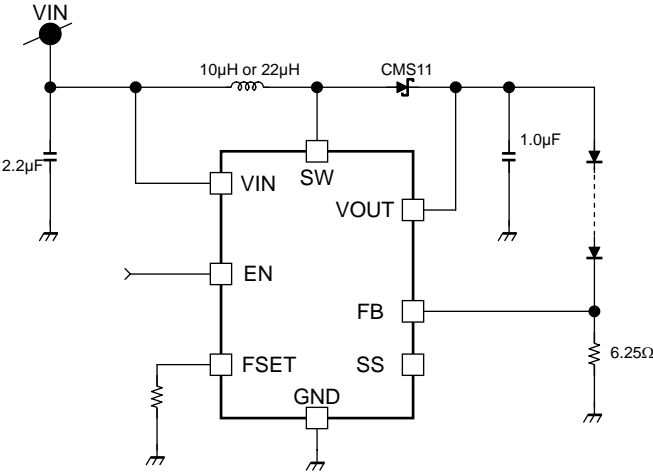 VIN
10μH or 22μH
CMS11
2.2μF
1.0μF
SW
VIN
VOUT
EN
FB
FSET
SS
6.25Ω
GND